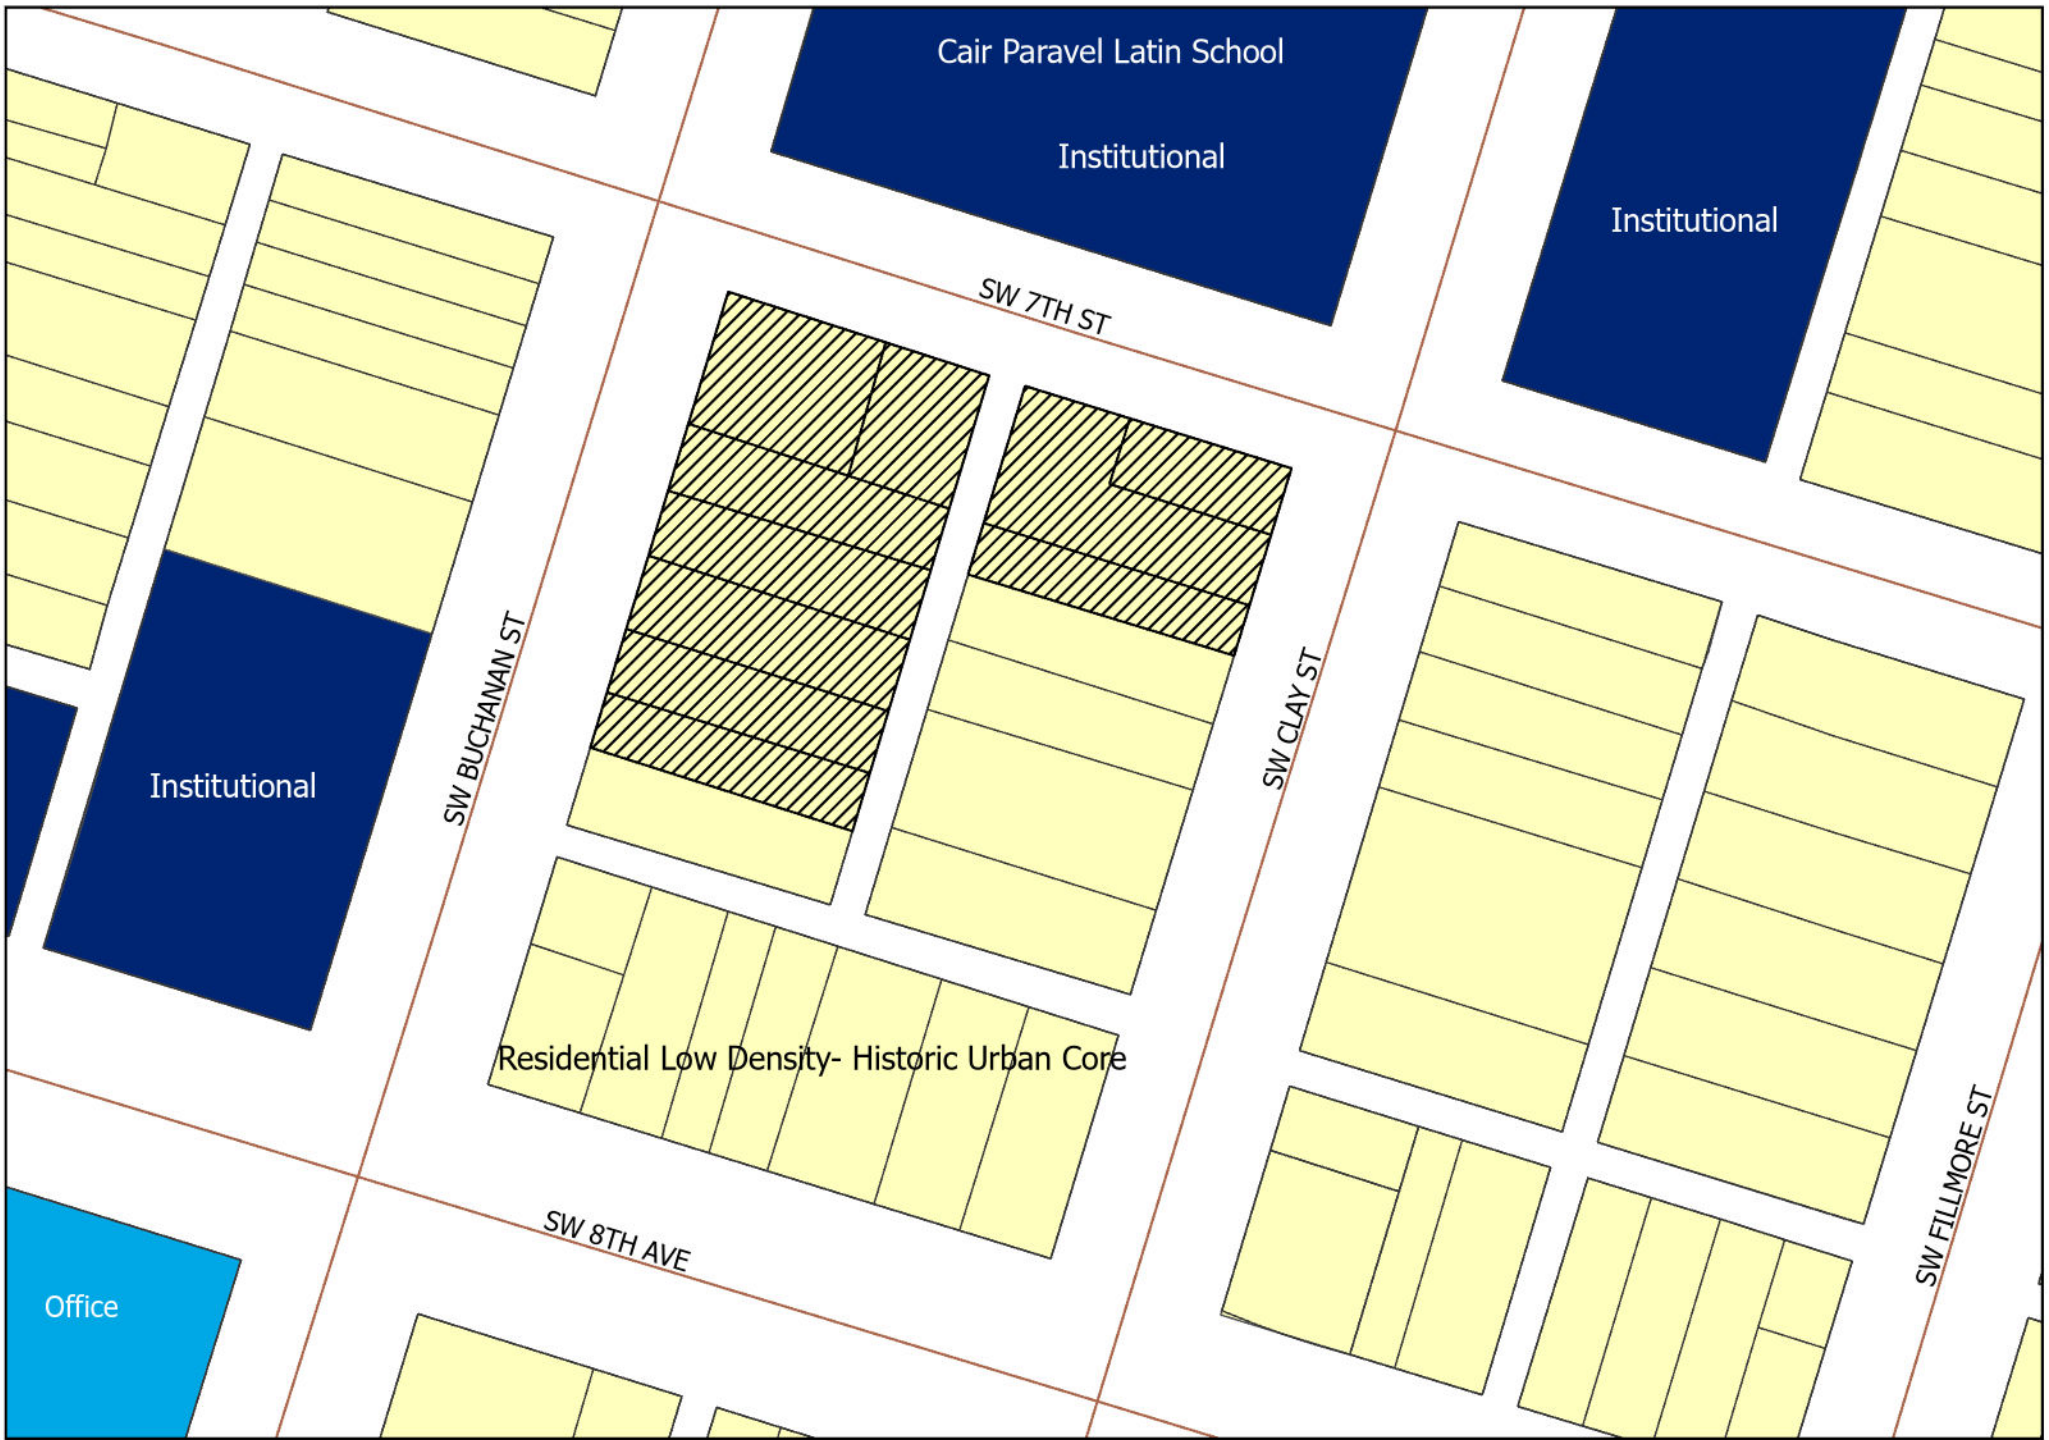 Cair Paravel Latin School
Institutional
Institutional
SW 7TH ST
SW BUCHANAN ST
SW CLAY ST
Institutional
Residential Low Density- Historic Urban Core
SW FILLMORE ST
SW 8TH AVE
Office